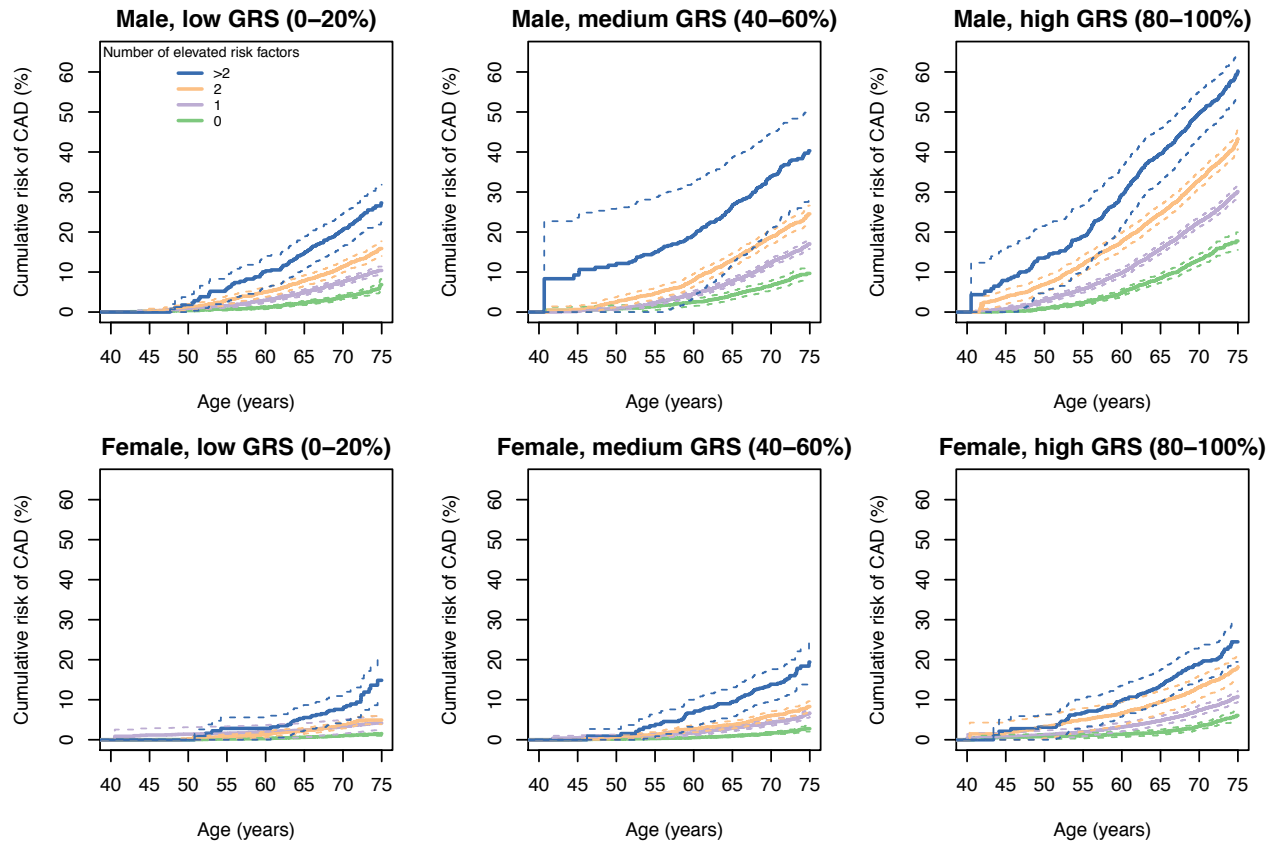 Male, low GRS (0–20%)
Number of elevated risk factors
>2
2
1
0
Cumulative risk of CAD (%)
60
50
40
30
20
10
0
40 45 50 55 60 65 70 75
Age (years)
Male, medium GRS (40–60%)
Cumulative risk of CAD (%)
60
50
40
30
20
10
0
40 45 50 55 60 65 70 75
Age (years)
Male, high GRS (80–100%)
Cumulative risk of CAD (%)
60
50
40
30
20
10
0
40 45 50 55 60 65 70 75
Age (years)
Female, low GRS (0–20%)
Cumulative risk of CAD (%)
60
50
40
30
20
10
0
40 45 50 55 60 65 70 75
Age (years)
Female, medium GRS (40–60%)
Cumulative risk of CAD (%)
60
50
40
30
20
10
0
40 45 50 55 60 65 70 75
Age (years)
Female, high GRS (80–100%)
Cumulative risk of CAD (%)
60
50
40
30
20
10
0
40 45 50 55 60 65 70 75
Age (years)